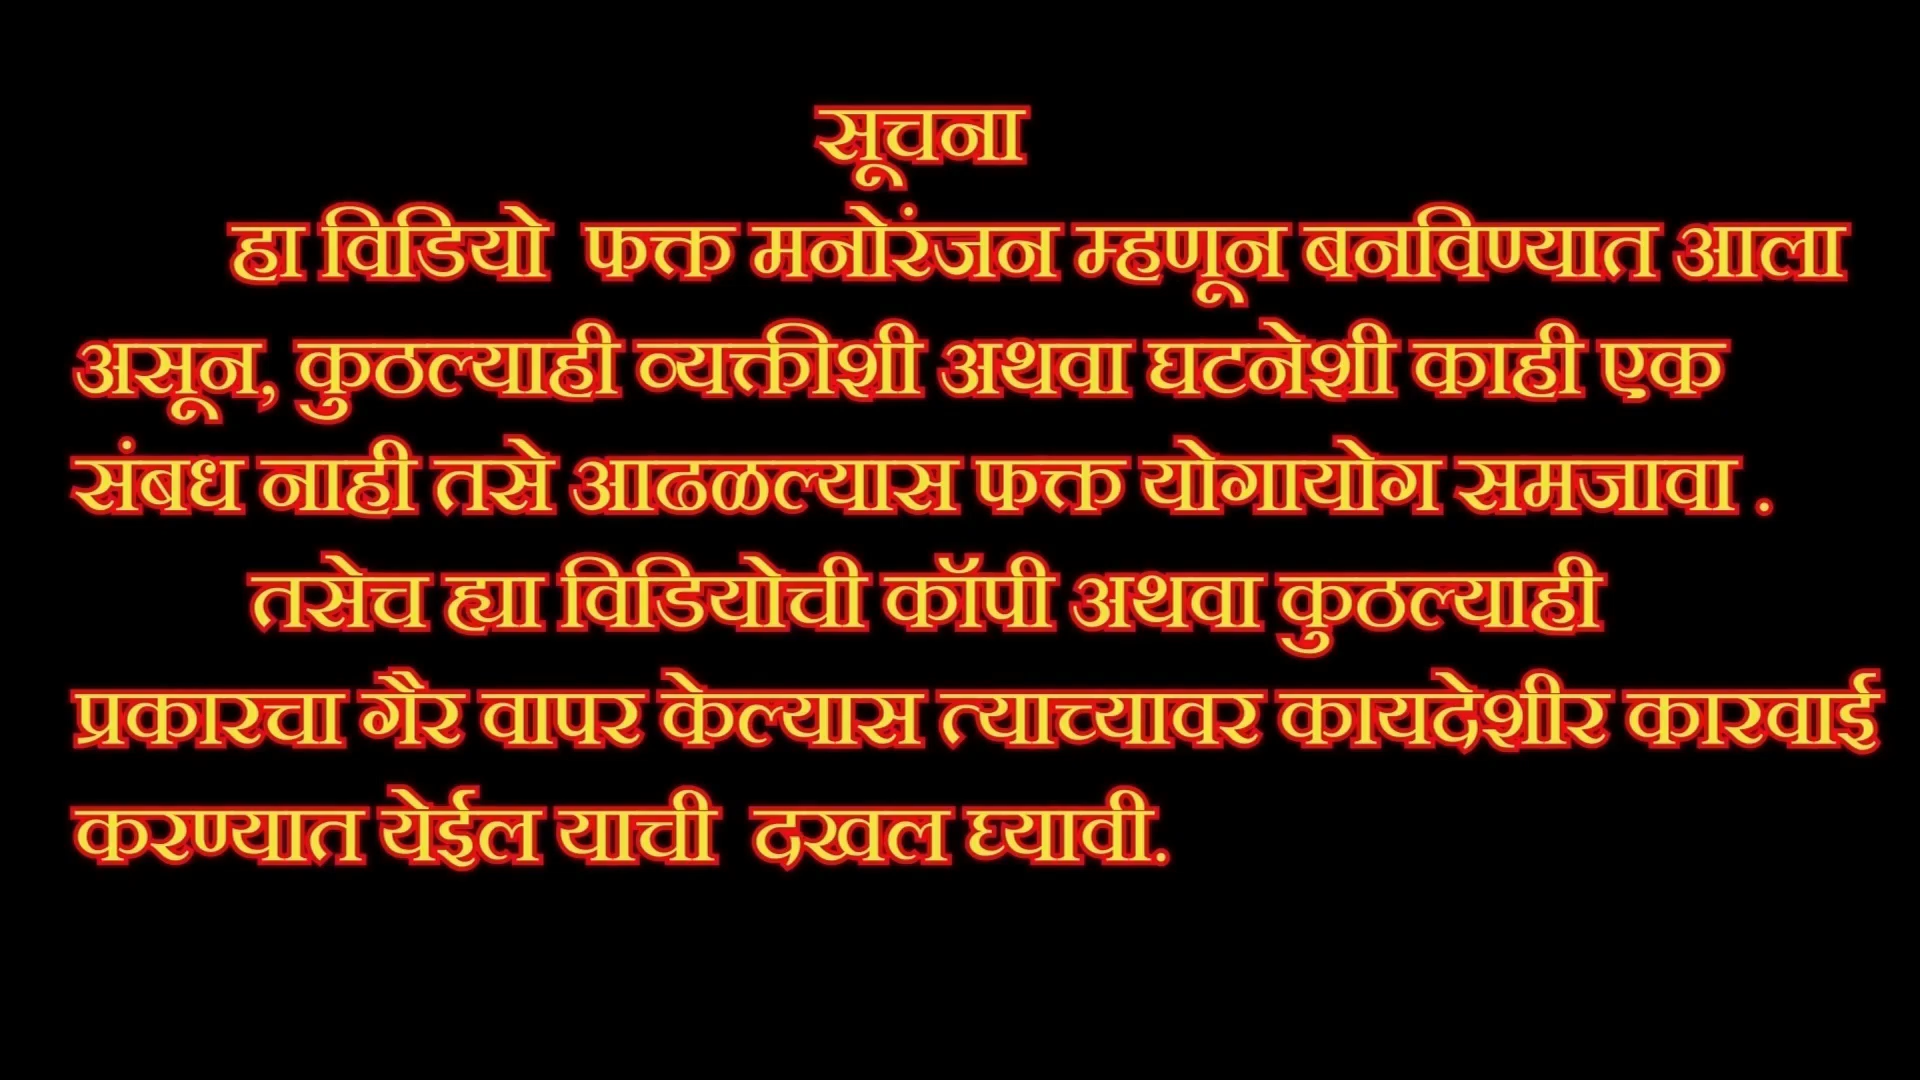 सूचना
हा विडियो फक्त मनोरंजन म्हणून बनविण्यात आला
असून, कुठल्याही व्यक्तीशी अथवा घटनेशी काही एक
संबध नाही तसे आढळल्यास फक्त योगायोग समजावा .
तसेच ह्या विडियोची कॉपी अथवा कुठल्याही
प्रकारचा गैर वापर केल्यास त्याच्यावर कायदेशीर कारवाई
करण्यात येईल याची दखल घ्यावी.